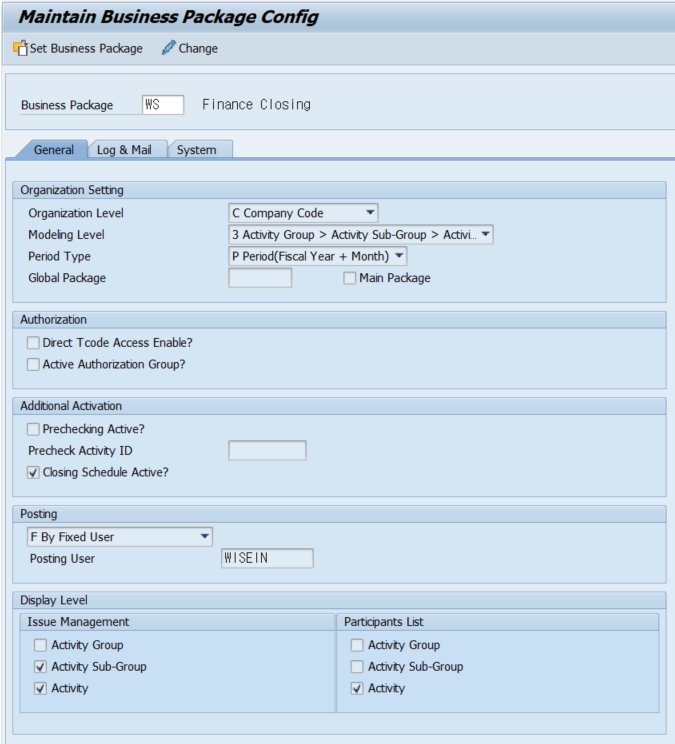 Maintain Business Package Config
Set Business Package Change
Business Package WS Finance Closing
General Log & Mail System
Organization Setting
Organization Level C Company Code
Modeling Level 3 Activity Group > Activity Sub-Group > Activi...
Period Type P Period(Fiscal Year + Month)
Global Package Main Package
Authorization
Direct Tcode Access Enable?
Active Authorization Group?
Additional Activation
Prechecking Active?
Precheck Activity ID
Closing Schedule Active?
Posting
F By Fixed User
Posting User WISEIN
Display Level
Issue Management Participants List
Activity Group Activity Group
Activity Sub-Group Activity Sub-Group
Activity Activity